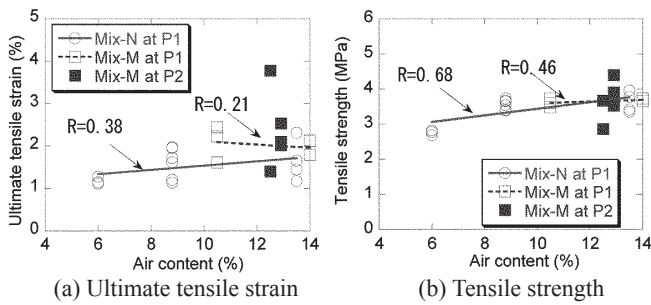 Ultimate tensile strain (%)
5
4
3
2
1
0
Mix-N at P1
Mix-M at P1
Mix-M at P2
R=0.38
R=0.21
4
6
8
10
12
14
Air content (%)
(a) Ultimate tensile strain
Tensile strength (MPa)
6
5
4
3
2
1
0
R=0.68
R=0.46
Mix-N at P1
Mix-M at P1
Mix-M at P2
4
6
8
10
12
14
Air content (%)
(b) Tensile strength